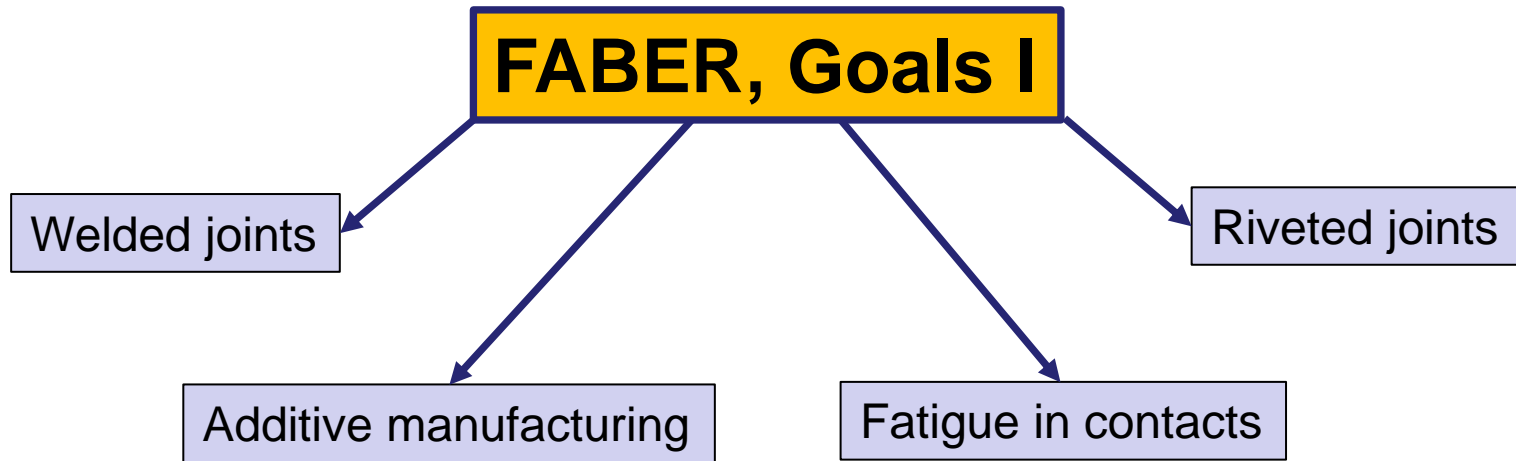 FABER, Goals I
Welded joints
Riveted joints
Additive manufacturing
Fatigue in contacts